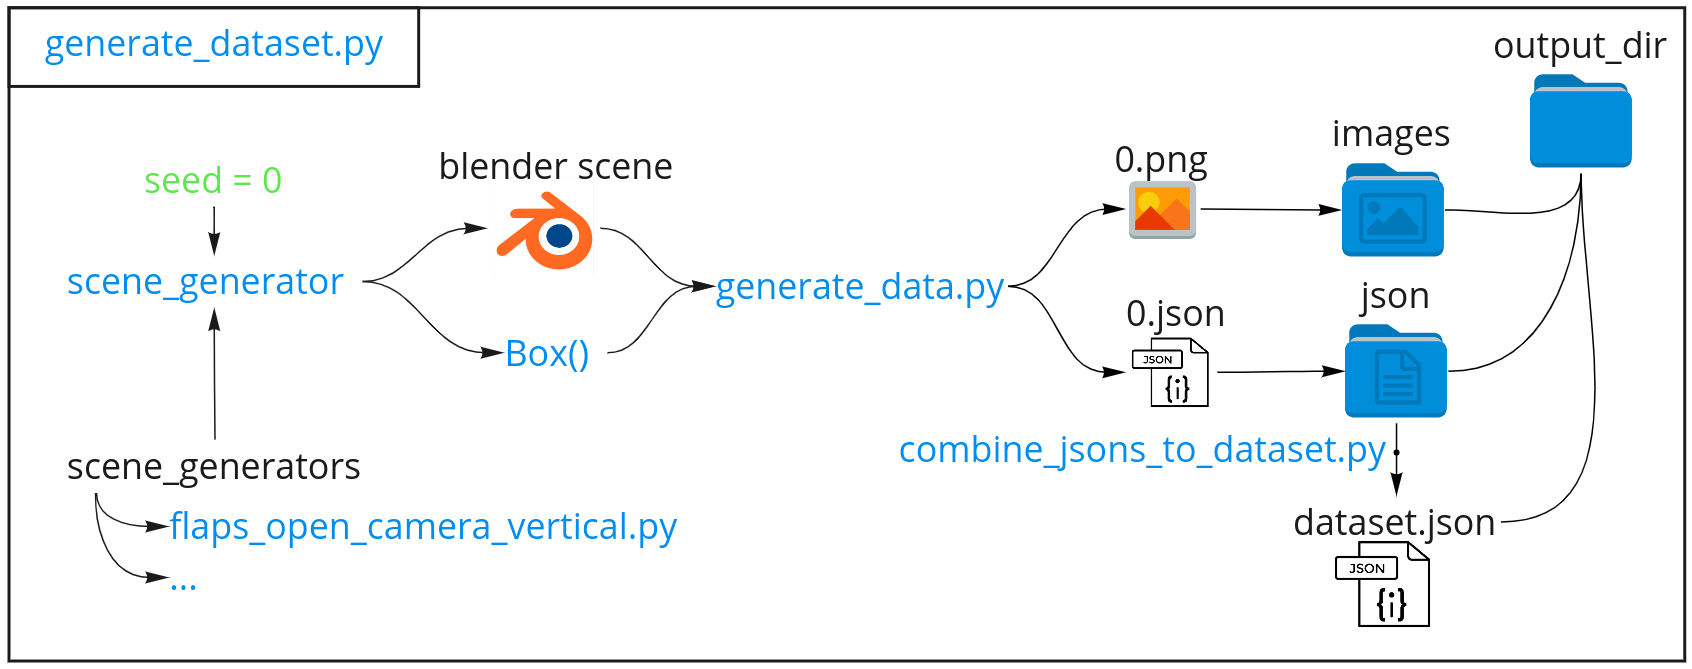 generate_dataset.py
output_dir
seed = 0
blender scene
0.png
images
scene_generator
generate_data.py
Box()
0.json
JSON
{i}
json
scene_generators
flaps_open_camera_vertical.py
...
combine_jsons_to_dataset.py
dataset.json
JSON
{i}